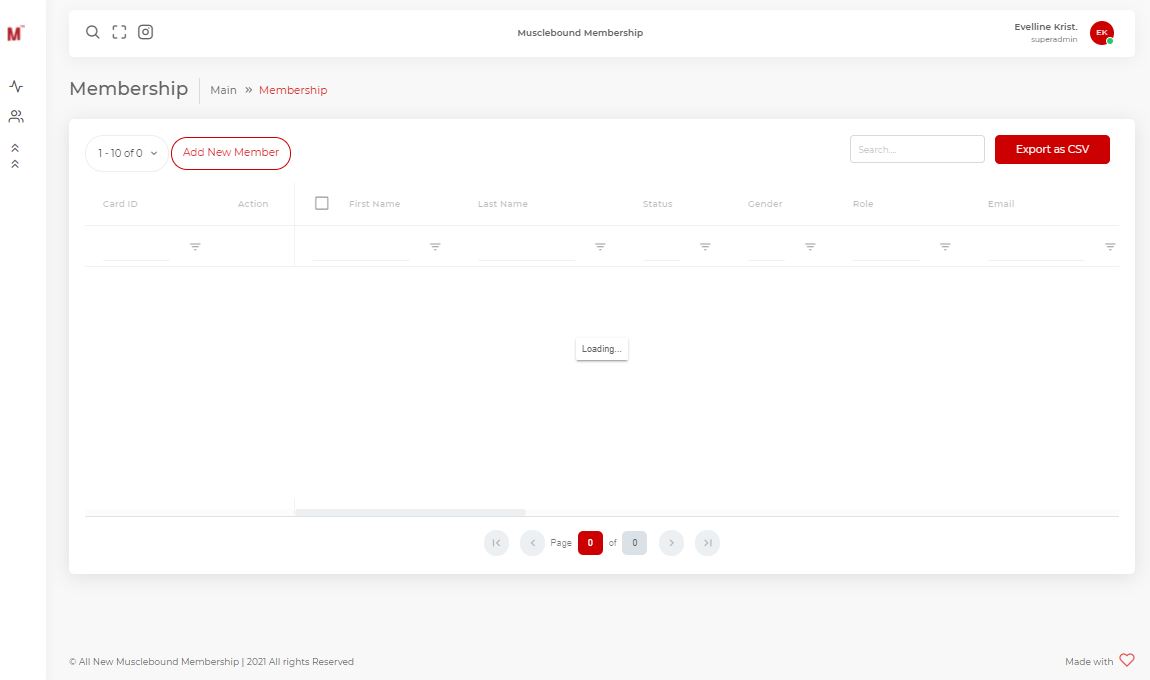 M
Musclebound Membership
Evelline Krist.
superadmin
EK
Membership
Main » Membership
1 - 10 of 0
Add New Member
Search...
Export as CSV
Card ID Action First Name Last Name Status Gender Role Email
Loading...
Page 0 of 0
© All New Musclebound Membership | 2021 All rights Reserved
Made with